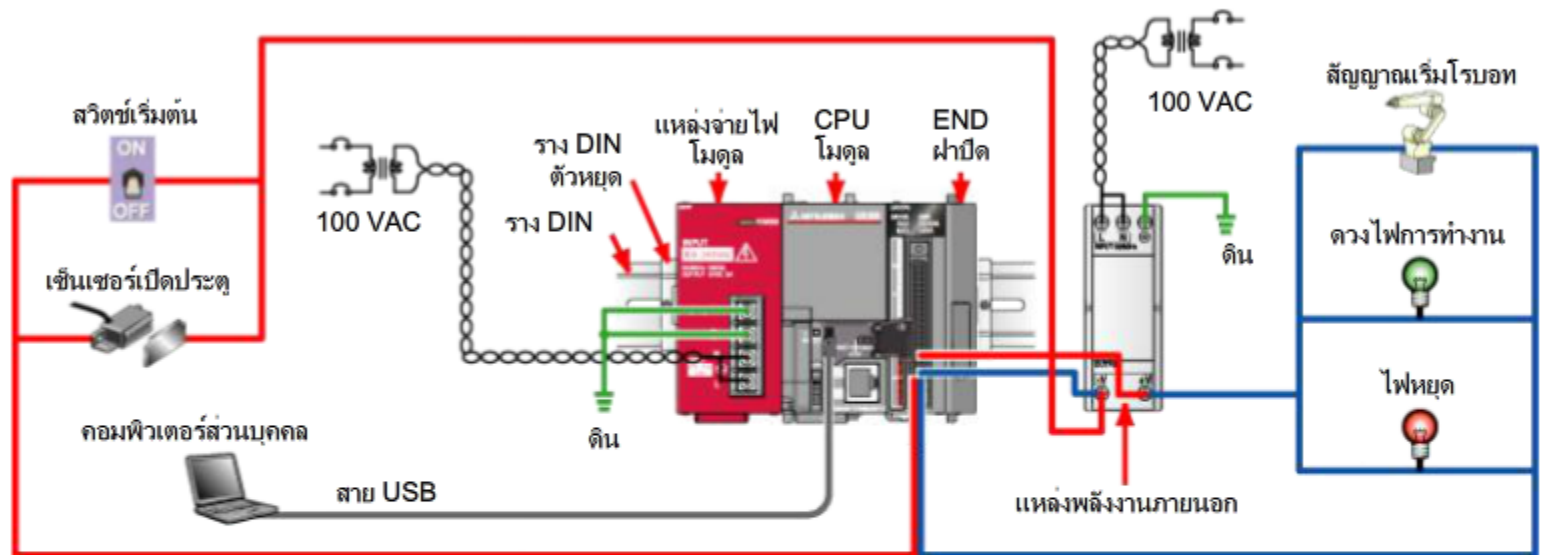 สวิตช์เริ่มต้น
ON
OFF
เซ็นเซอร์เปิดประตู
คอมพิวเตอร์ส่วนบุคคล
สาย USB
100 VAC
ราง DIN
ตัวหยุด
ราง DIN
แหล่งจ่ายไฟ
โมดูล
CPU
โมดูล
END
ฝาปิด
MITSUBISHI
POWER
INPUT
ดิน
100 VAC
L N
ดิน
แหล่งพลังงานภายนอก
สัญญาณเริ่มโรบอท
ดวงไฟการทำงาน
ไฟหยุด